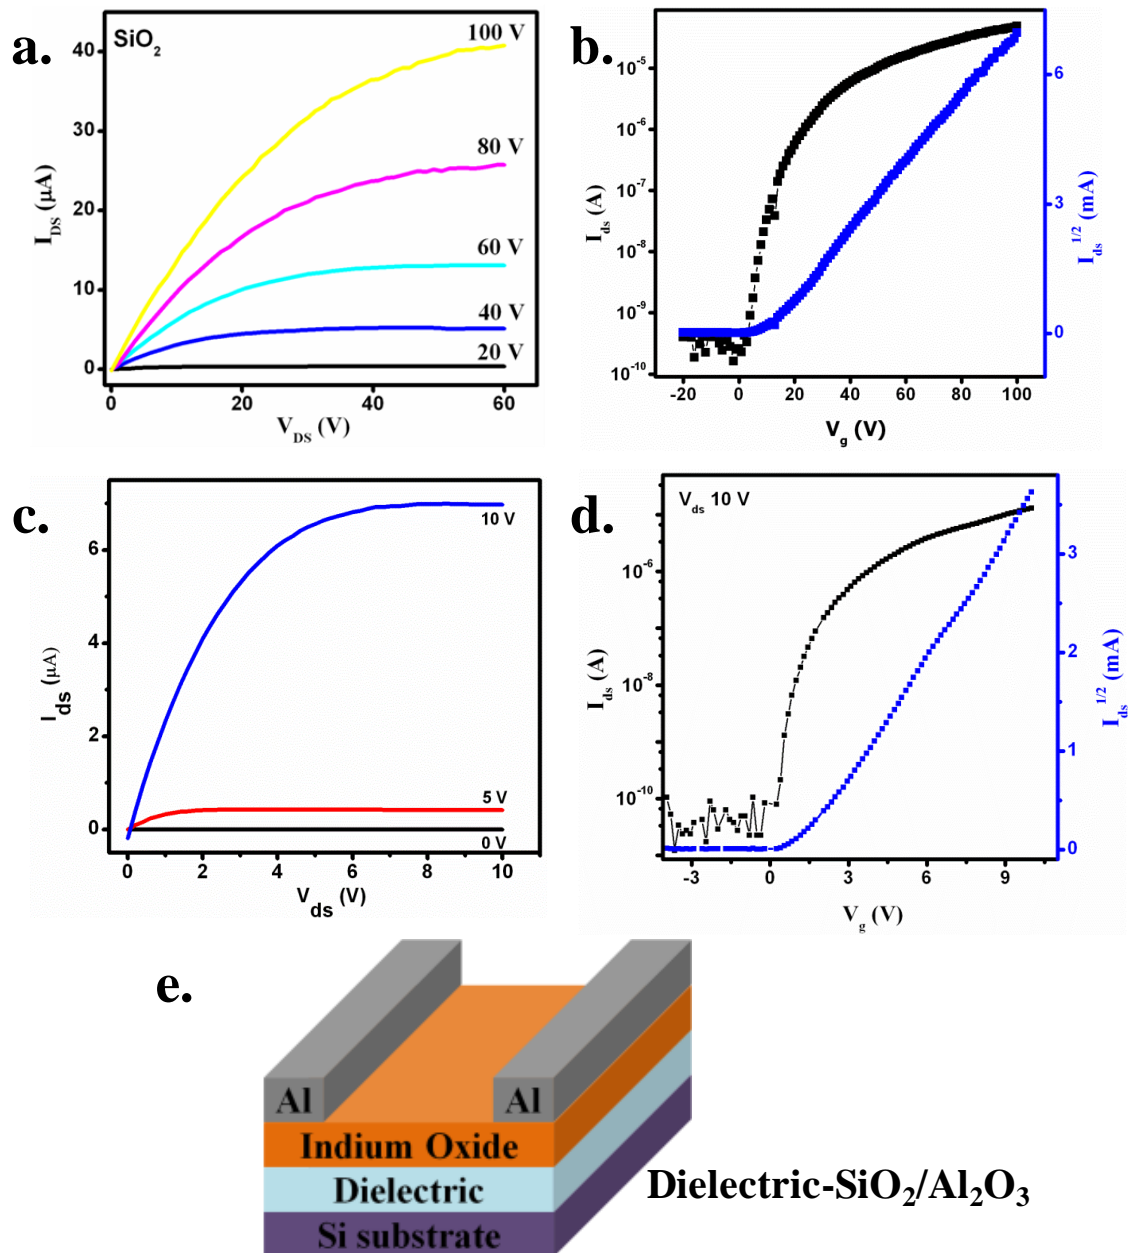 a.
SiO2
100 V
80 V
60 V
40 V
20 V
40
30
20
10
0
IDS (μA)
0 20 40 60
VDS (V)
b.
10-5
10-6
10-7
10-8
10-9
10-10
Ids (A)
6
3
0
Ids1/2 (mA)
-20 0 20 40 60 80 100
Vg (V)
c.
10 V
5 V
0 V
6
4
2
0
Ids (μA)
0 2 4 6 8 10
Vds (V)
d.
Vds 10 V
10-6
10-8
10-10
Ids (A)
3
2
1
0
Ids1/2 (mA)
-3 0 3 6 9
Vg (V)
e.
Al Al
Indium Oxide
Dielectric
Si substrate
Dielectric-SiO2/Al2O3